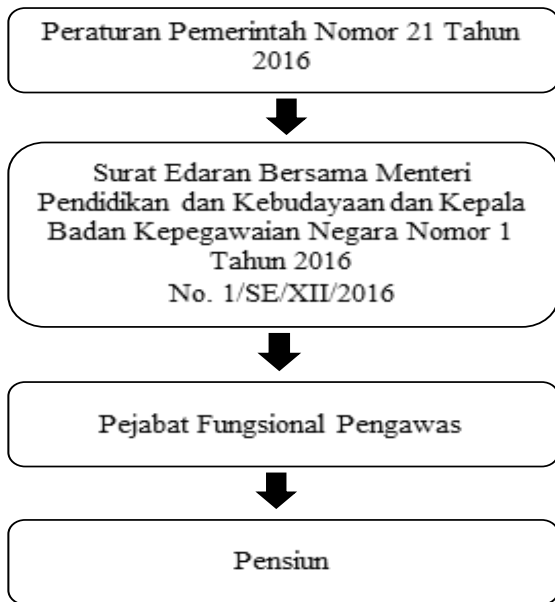 Peraturan Pemerintah Nomor 21 Tahun
2016
Surat Edaran Bersama Menteri
Pendidikan dan Kebudayaan dan Kepala
Badan Kepegawaian Negara Nomor 1
Tahun 2016
No. 1/SE/XII/2016
Pejabat Fungsional Pengawas
Pensiun